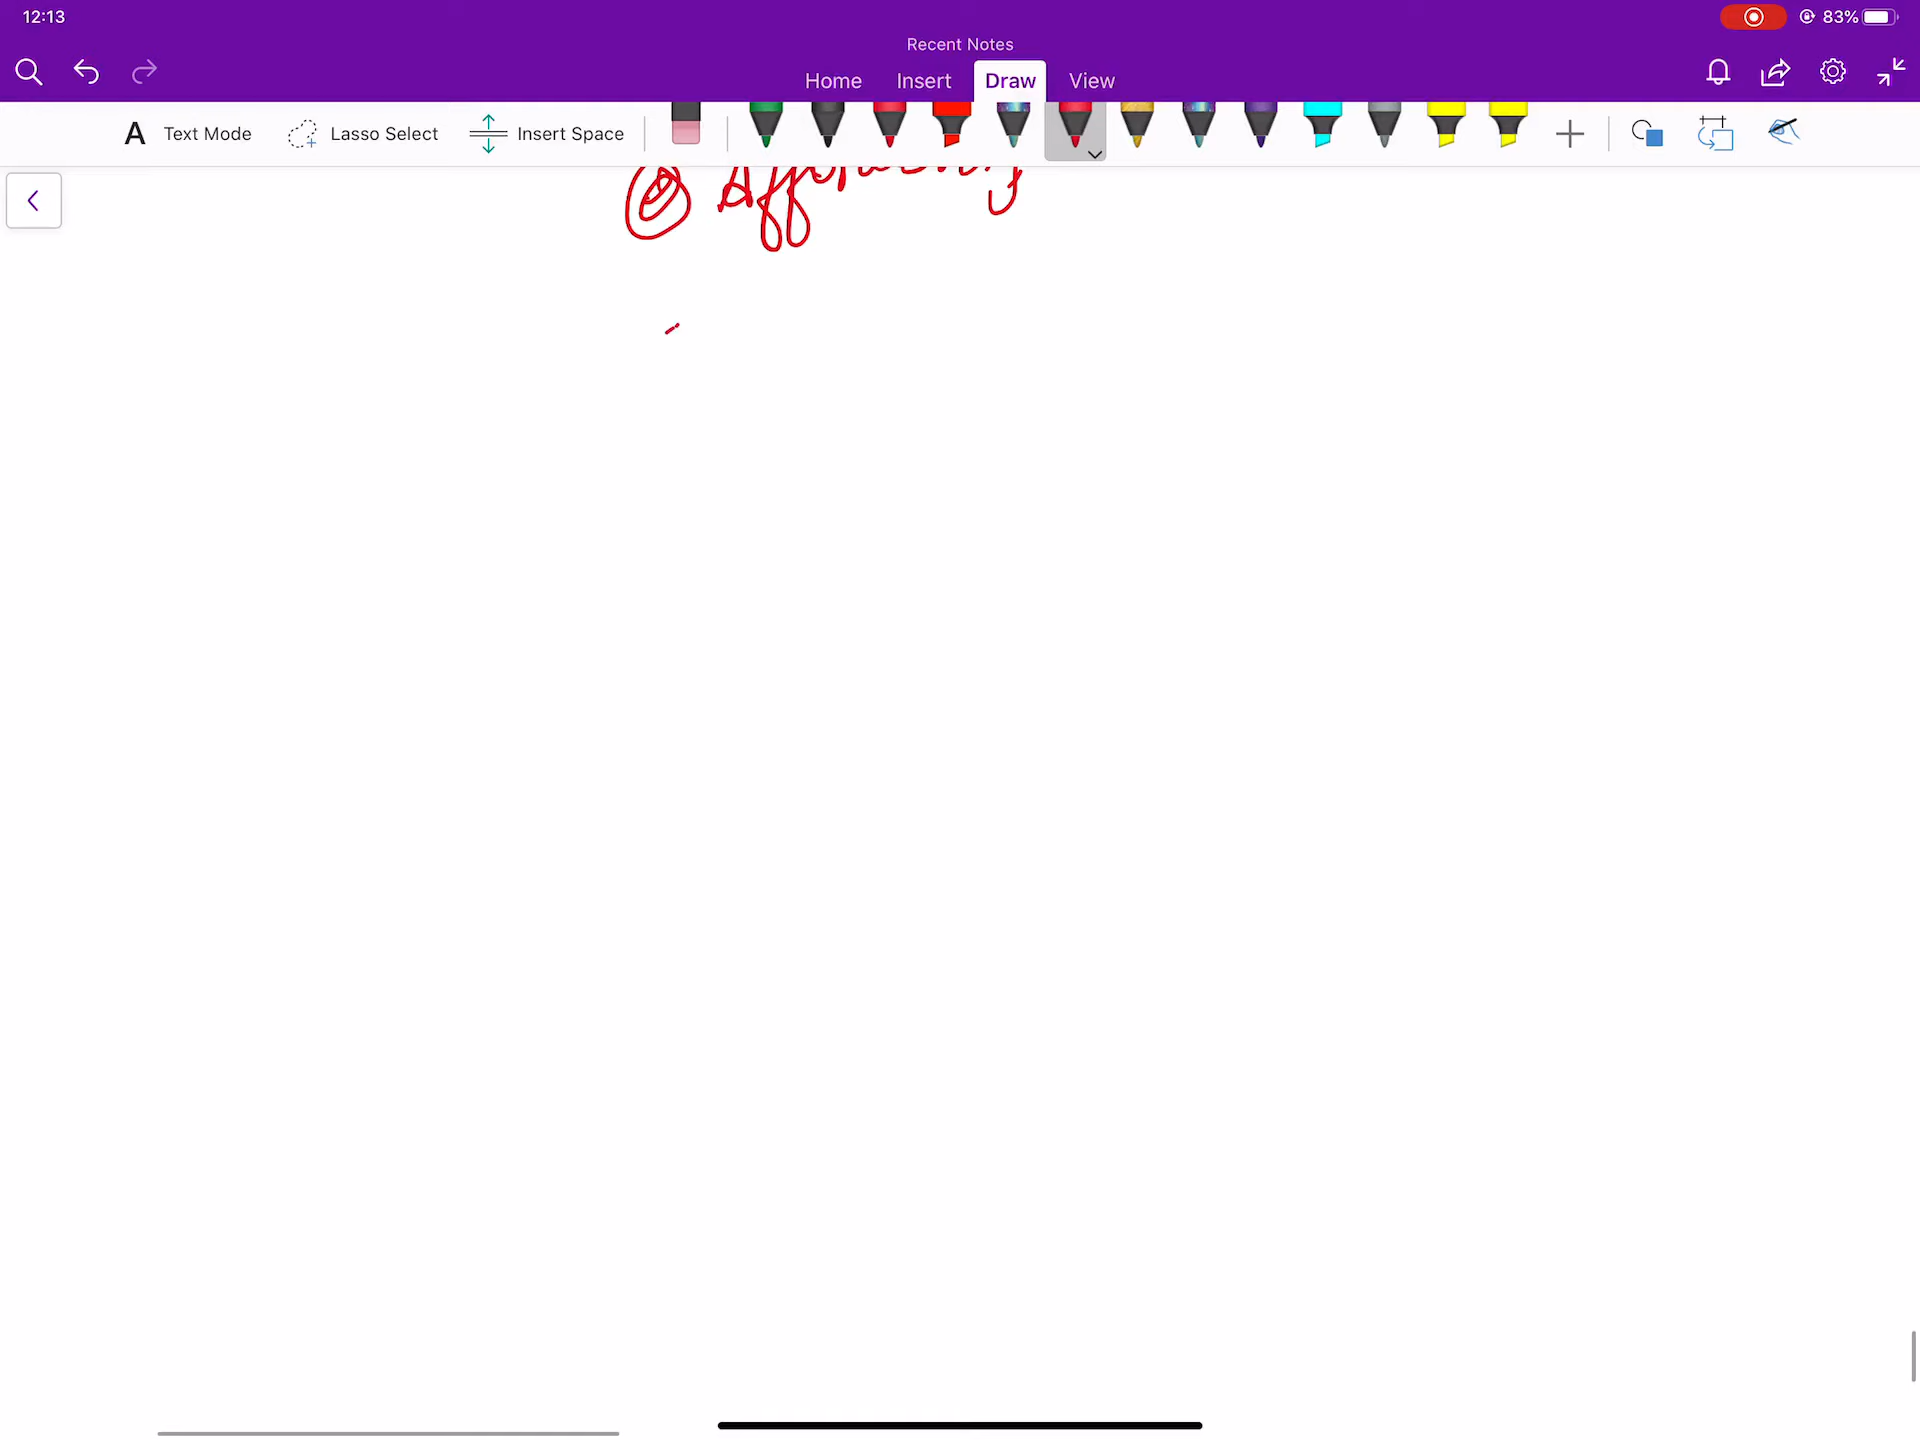 12:13
83%
Recent Notes
Home Insert Draw View
A Text Mode Lasso Select Insert Space